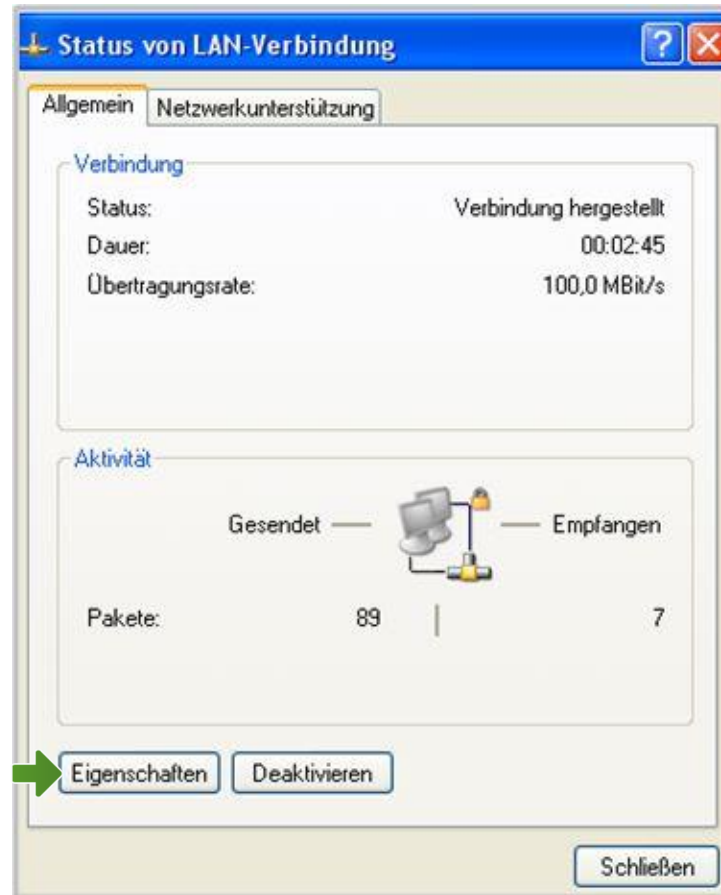 Status von LAN-Verbindung
Allgemein Netzwerkunterstützung
Verbindung
Status: Verbindung hergestellt
Dauer: 00:02:45
Übertragungsrate: 100,0 MBit/s
Aktivität
Gesendet Empfangen
Pakete: 89 7
Eigenschaften Deaktivieren
Schließen